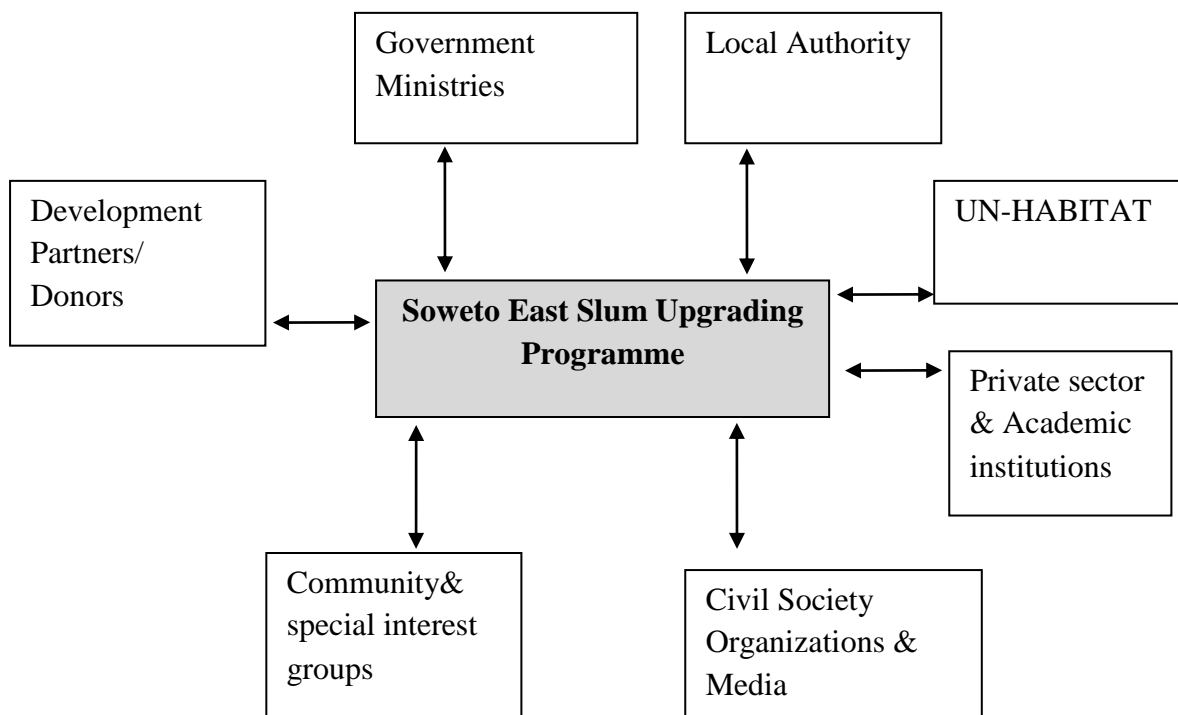 Government
Ministries
Local Authority
Development
Partners/
Donors
UN-HABITAT
Soweto East Slum Upgrading
Programme
Private sector
& Academic
institutions
Community&
special interest
groups
Civil Society
Organizations &
Media